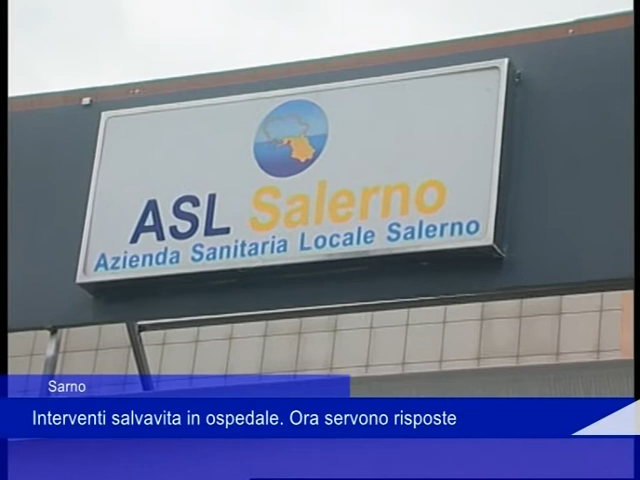 ASL Salerno
Azienda Sanitaria Locale Salerno
Sarno
Interventi salvavita in ospedale. Ora servono risposte